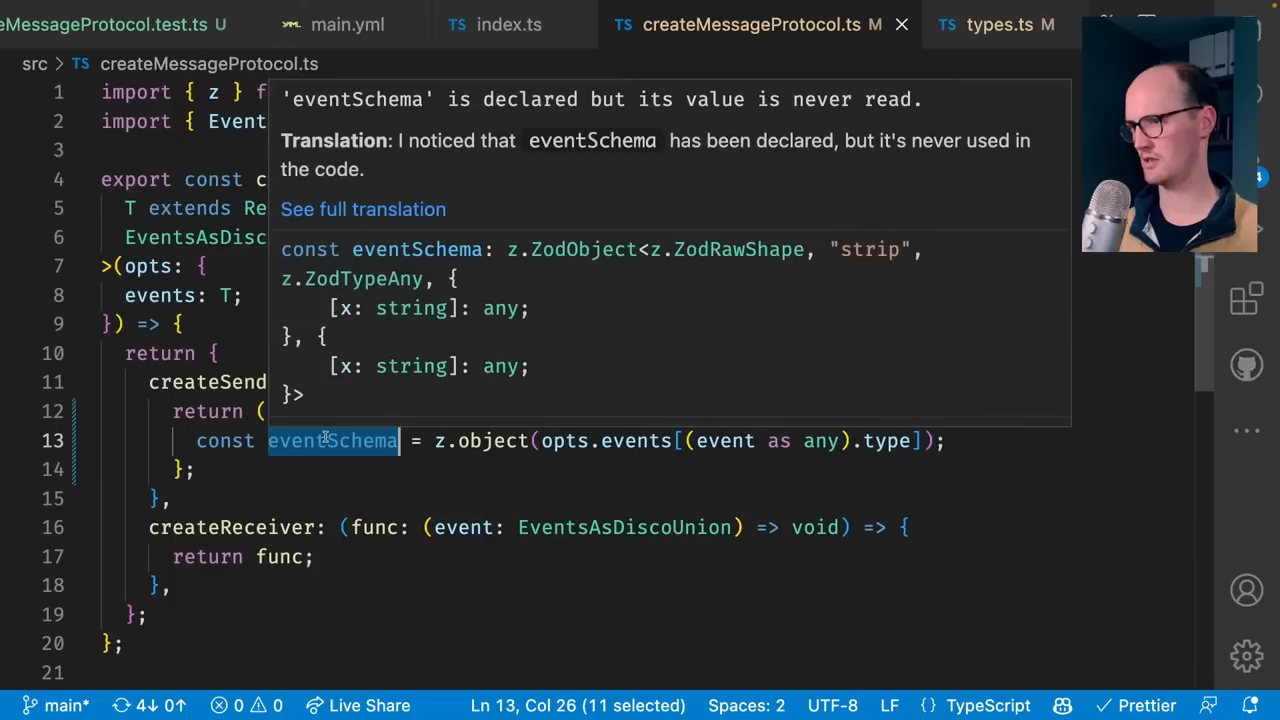 eMessageProtocol.test.ts U
main.yml
TS index.ts
TS createMessageProtocol.ts M
TS types.ts M
src > TS createMessageProtocol.ts
1 import { z } f
2 import { Event
3
4 export const c
5 T extends Re
6 EventsAsDisc
7 >(opts: {
8 events: T;
9 }) => {
10 return {
11 createSend
12 return (
13 const eventSchema = z.object(opts.events[(event as any).type]);
14 };
15 },
16 createReceiver: (func: (event: EventsAsDiscoUnion) => void) => {
17 return func;
18 },
19 };
20 };
21
'eventSchema' is declared but its value is never read.
Translation: I noticed that eventSchema has been declared, but it's never used in
the code.
See full translation
const eventSchema: z.ZodObject<z.ZodRawShape, "strip",
z.ZodTypeAny, {
[x: string]: any;
}, {
[x: string]: any;
}>
main* 4↓ 0↑ 0 0 Live Share Ln 13, Col 26 (11 selected) Spaces: 2 UTF-8 LF {} TypeScript Prettier